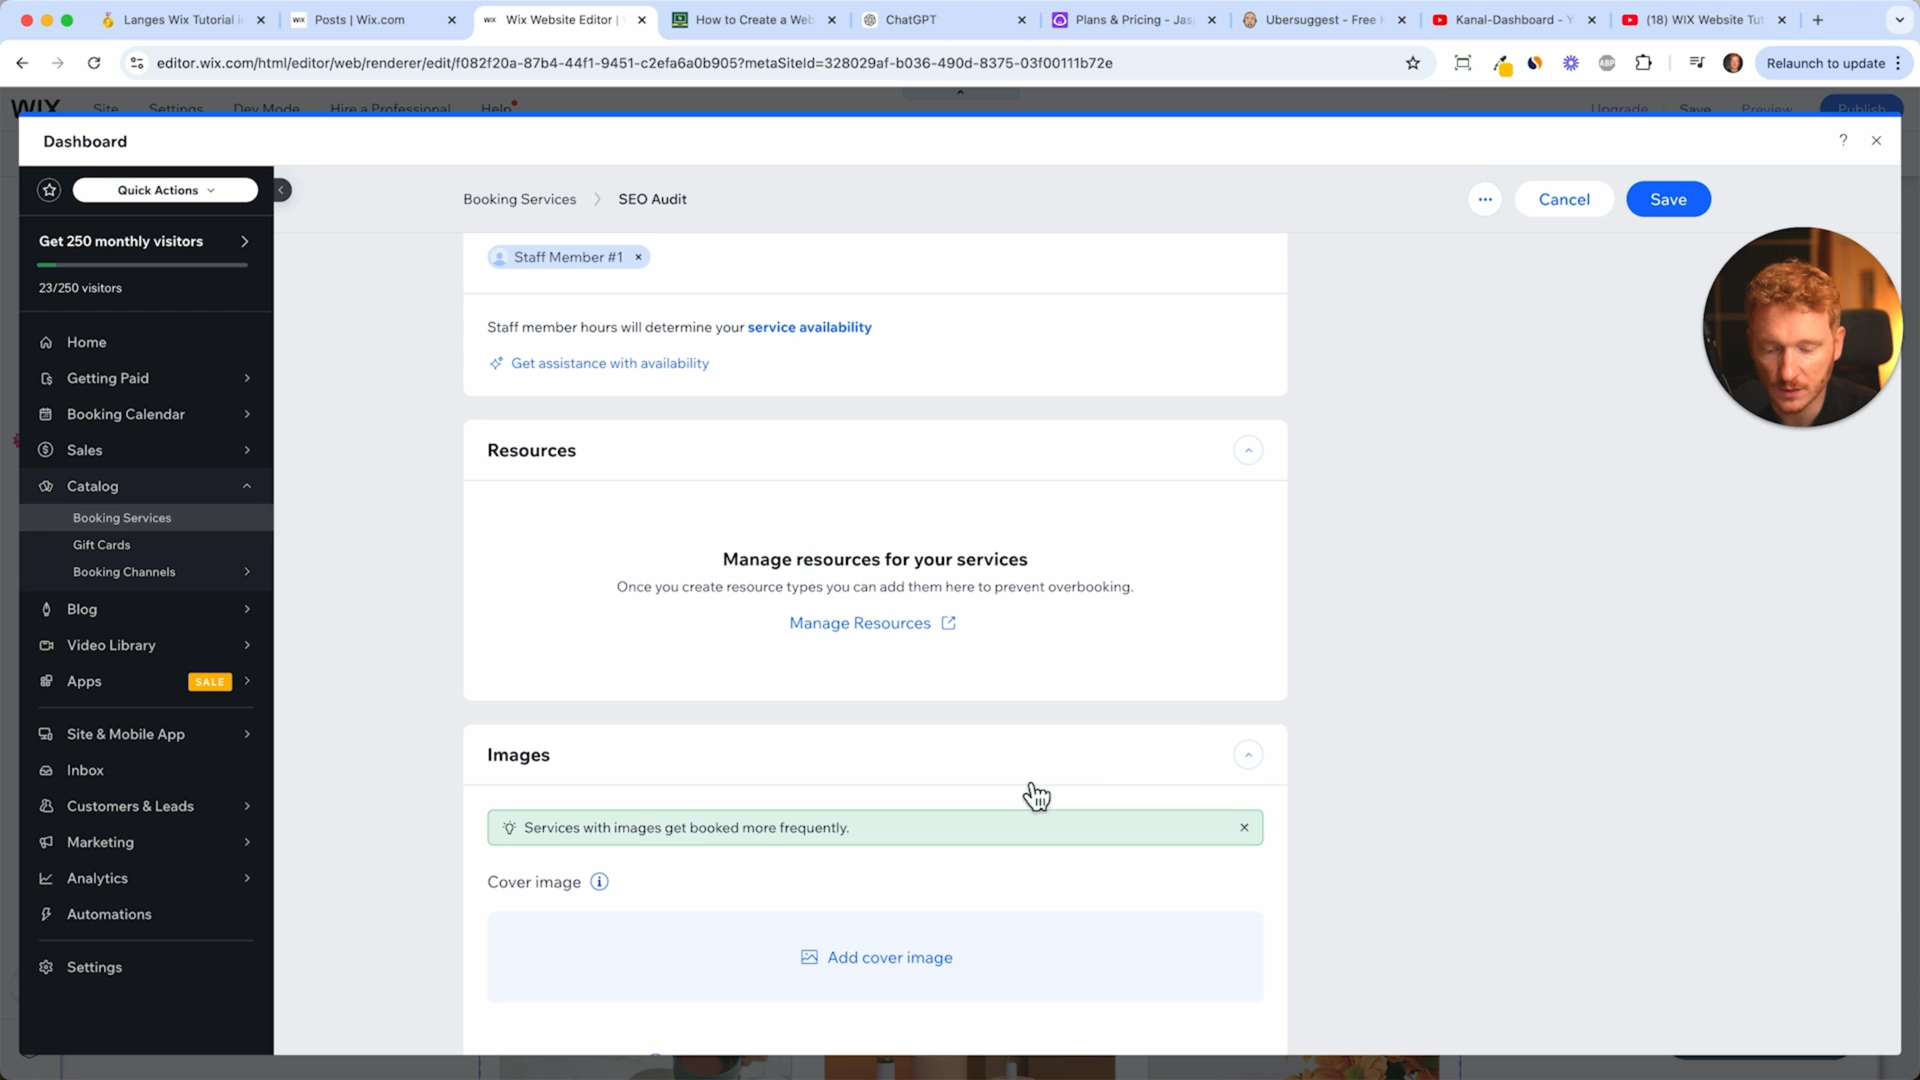 Langes Wix Tutorial i
Posts | Wix.com
Wix Website Editor |
How to Create a Web
ChatGPT
Plans & Pricing - Jas
Ubersuggest - Free
Kanal-Dashboard - Y
(18) WIX Website Tu
editor.wix.com/html/editor/web/renderer/edit/f082f20a-87b4-44f1-9451-c2efa6a0b905?metaSiteId=328029af-b036-490d-8375-03f00111b72e
Relaunch to update
WIX Site Settings Dev Mode Hire a Professional Help Upgrade Save Preview Publish
Dashboard
?
Quick Actions
Booking Services
SEO Audit
Cancel
Save
Get 250 monthly visitors
23/250 visitors
Home
Getting Paid
Booking Calendar
Sales
Catalog
Booking Services
Gift Cards
Booking Channels
Blog
Video Library
Apps SALE
Site & Mobile App
Inbox
Customers & Leads
Marketing
Analytics
Automations
Settings
Staff Member #1
Staff member hours will determine your service availability
Get assistance with availability
Resources
Manage resources for your services
Once you create resource types you can add them here to prevent overbooking.
Manage Resources
Images
Services with images get booked more frequently.
Cover image
Add cover image